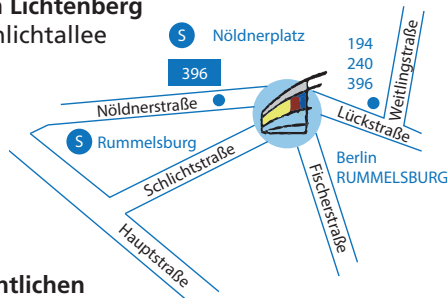 Lichtenberg
hlichtallee
S Nöldnerplatz
396
194
240
396
Weitlingstraße
Nöldnerstraße
Lückstraße
S Rummelsburg
Schlichtstraße
Berlin
RUMMELSBURG
Fischerstraße
Hauptstraße
ntlichen